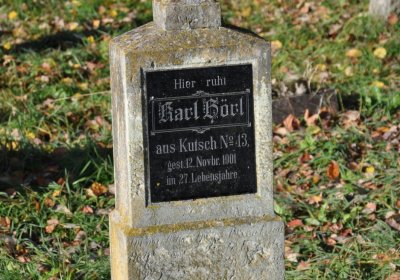 Hier ruht
Karl Hörl
aus Kutsch No 13,
gest. 12. Novbr. 1901
im 27. Lebensjahre.